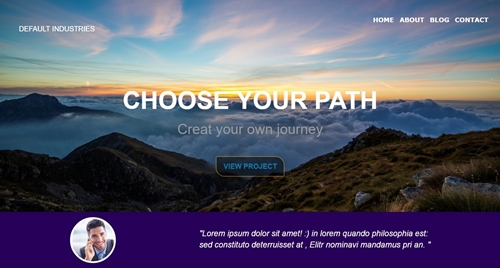 DEFAULT INDUSTRIES
HOME ABOUT BLOG CONTACT
CHOOSE YOUR PATH
Creat your own journey
VIEW PROJECT
"Lorem ipsum dolor sit amet! :) in lorem quando philosophia est:
sed constituto deterruisset at , Elitr nominavi mandamus pri an. "